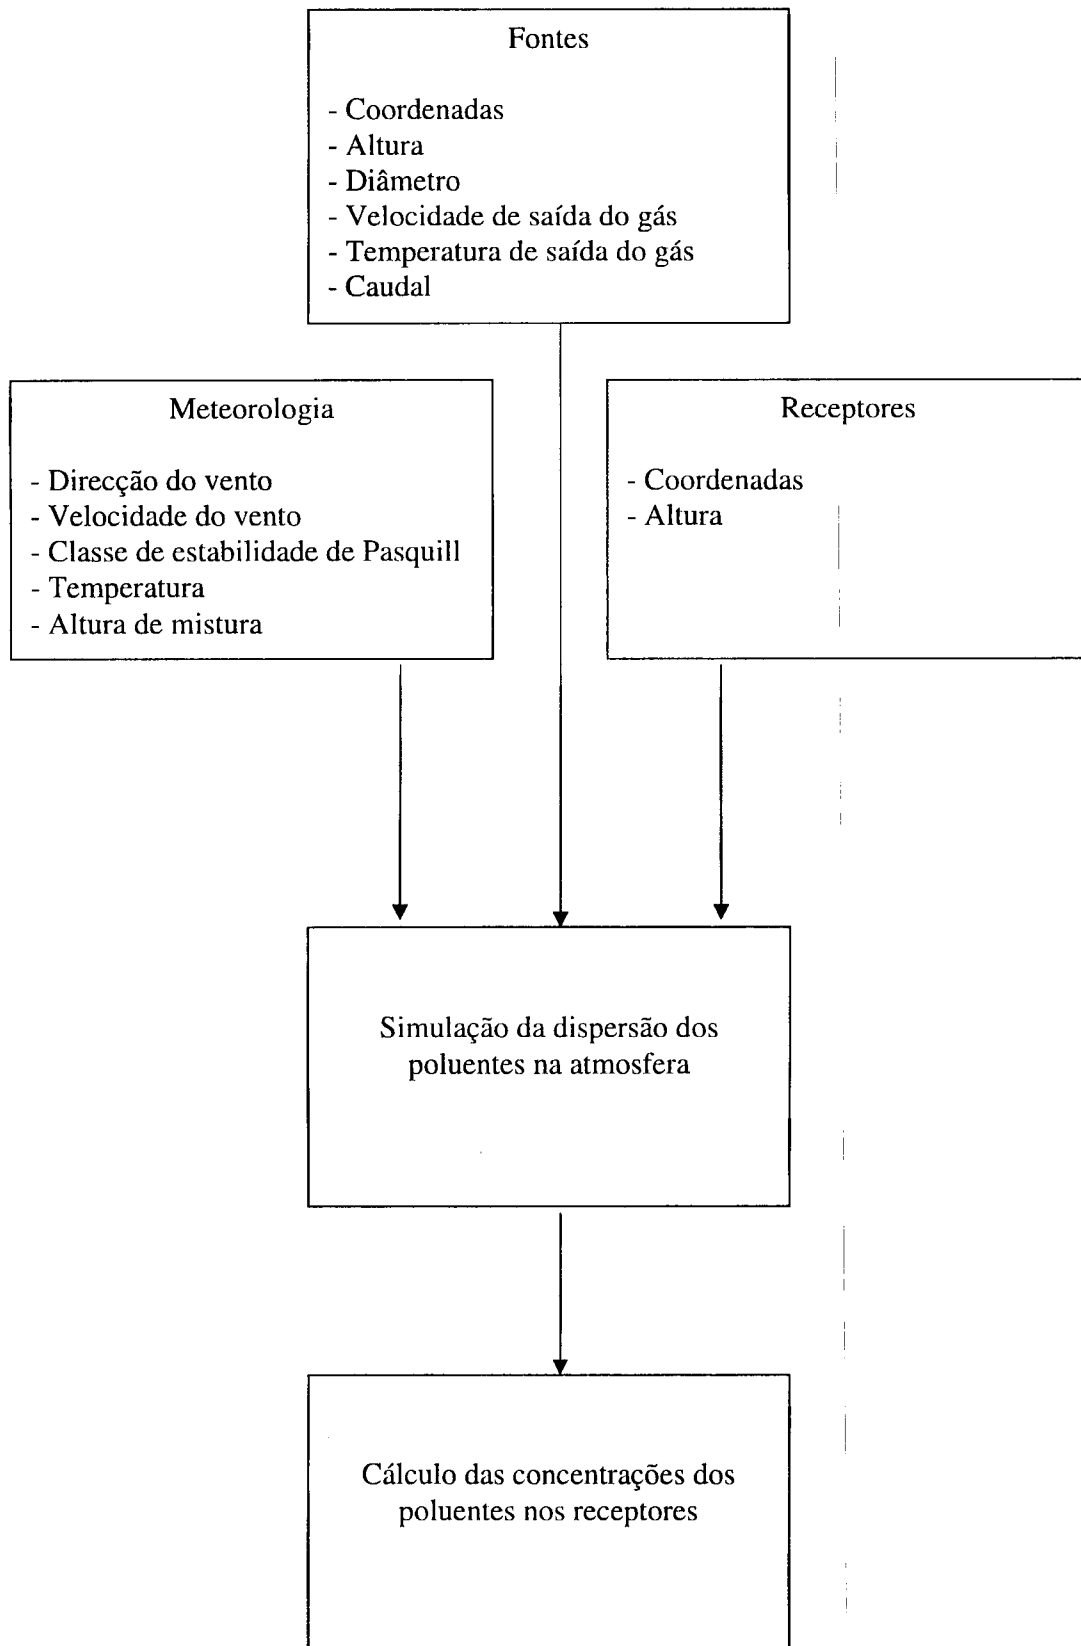 Fontes
- Coordenadas
- Altura
- Diâmetro
- Velocidade de saída do gás
- Temperatura de saída do gás
- Caudal
Meteorologia
- Direcção do vento
- Velocidade do vento
- Classe de estabilidade de Pasquill
- Temperatura
- Altura de mistura
Receptores
- Coordenadas
- Altura
Simulação da dispersão dos
poluentes na atmosfera
Cálculo das concentrações dos
poluentes nos receptores